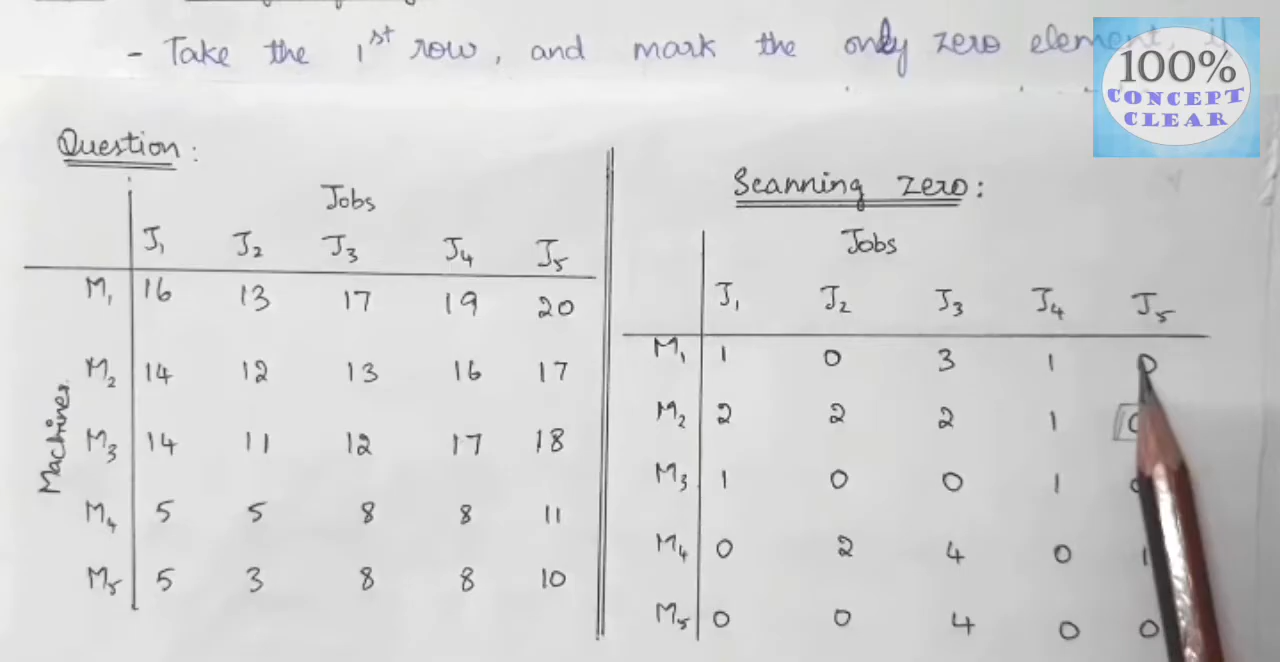 - Take the 1st row, and mark the only zero element,
100%
CONCEPT
CLEAR
Question:
Jobs
J1 J2 J3 J4 J5
Machines
M1 16 13 17 19 20
M2 14 12 13 16 17
M3 14 11 12 17 18
M4 5 5 8 8 11
M5 5 3 8 8 10
Scanning Zero:
Jobs
J1 J2 J3 J4 J5
M1 1 0 3 1 0
M2 2 2 2 1 0
M3 1 0 0 1
M4 0 2 4 0 1
M5 0 0 4 0 0